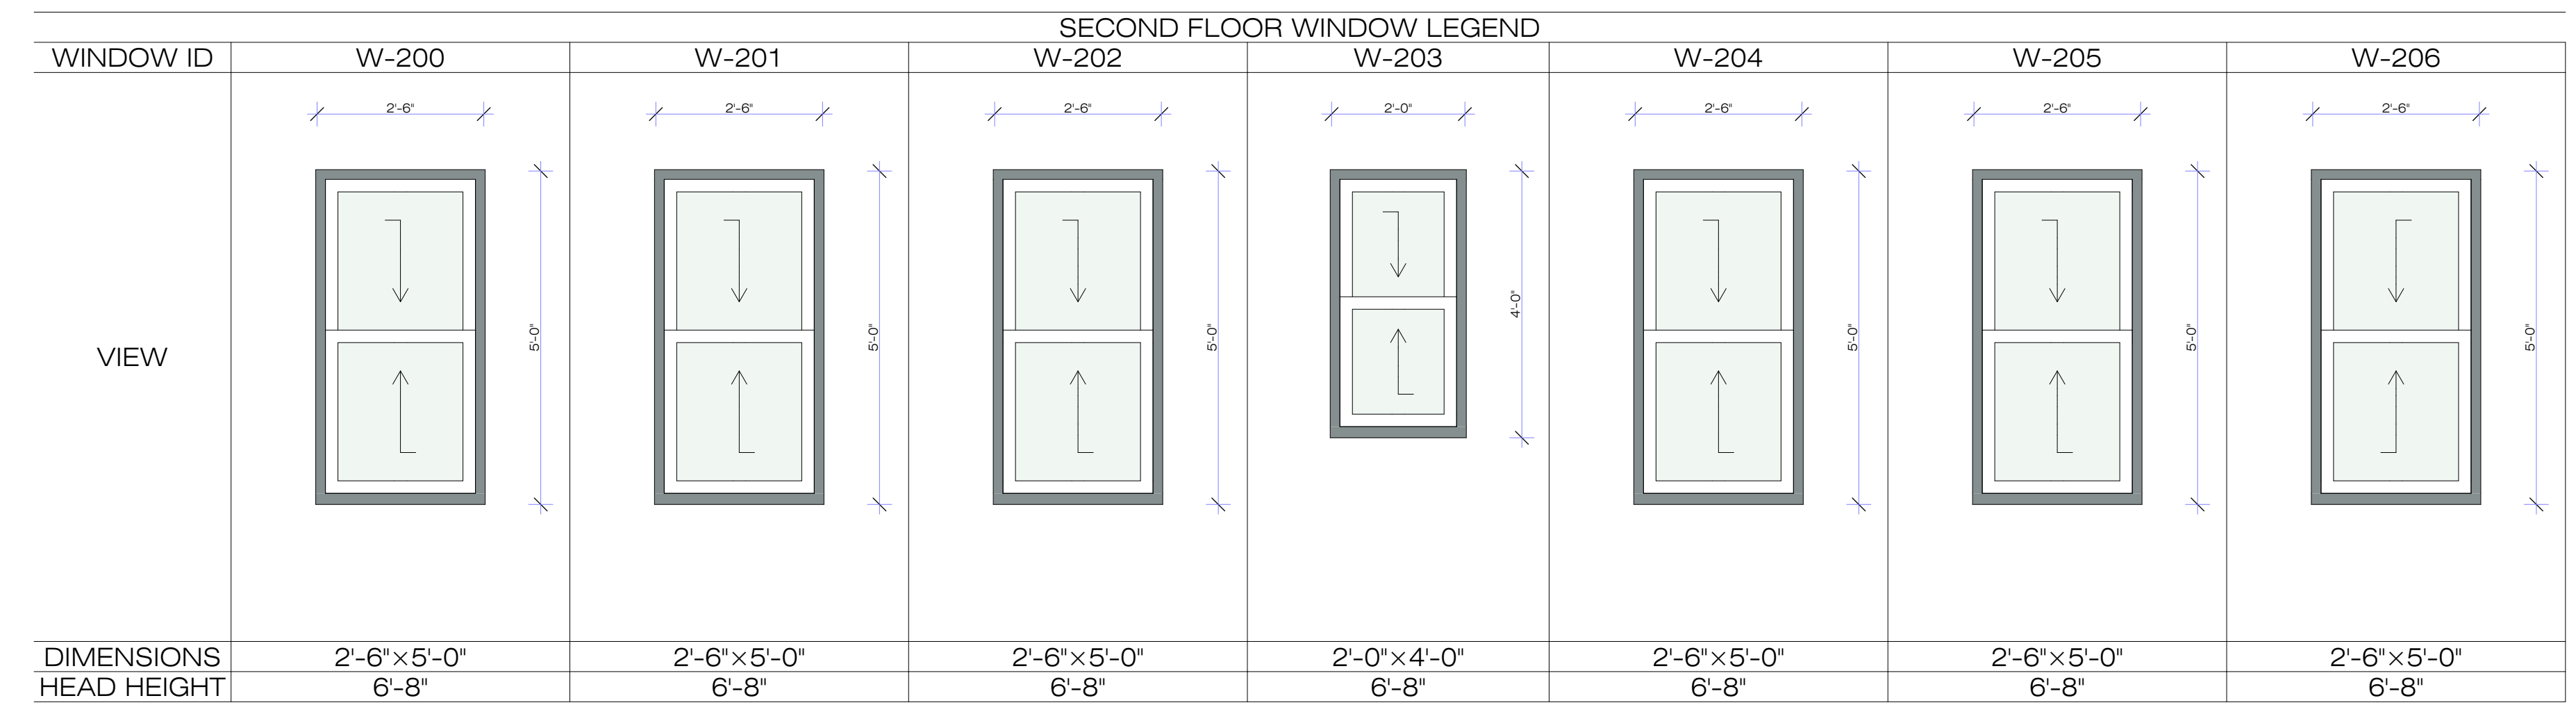 SECOND FLOOR WINDOW LEGEND
WINDOW ID W-200 W-201 W-202 W-203 W-204 W-205 W-206
2'-6" 2'-6" 2'-6" 2'-0" 2'-6" 2'-6" 2'-6"
VIEW 5'-0" 5'-0" 5'-0" 4'-0" 5'-0" 5'-0" 5'-0"
DIMENSIONS 2'-6"×5'-0" 2'-6"×5'-0" 2'-6"×5'-0" 2'-0"×4'-0" 2'-6"×5'-0" 2'-6"×5'-0" 2'-6"×5'-0"
HEAD HEIGHT 6'-8" 6'-8" 6'-8" 6'-8" 6'-8" 6'-8" 6'-8"